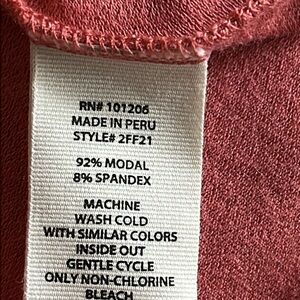 RN# 101206
MADE IN PERU
STYLE# 2FF21
92% MODAL
8% SPANDEX
MACHINE
WASH COLD
WITH SIMILAR COLORS
INSIDE OUT
GENTLE CYCLE
ONLY NON-CHLORINE
BLEACH